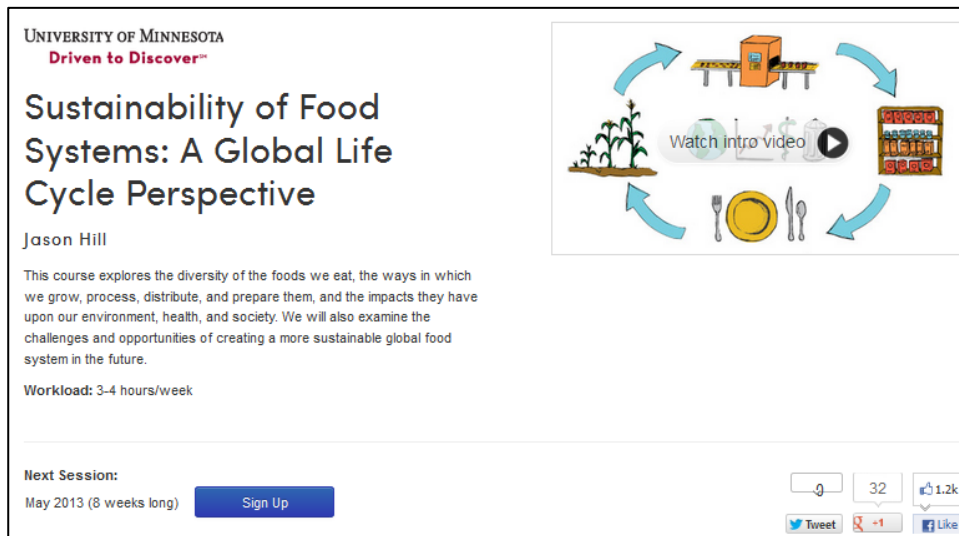 UNIVERSITY OF MINNESOTA
Driven to Discover℠
Sustainability of Food
Systems: A Global Life
Cycle Perspective
Jason Hill
This course explores the diversity of the foods we eat, the ways in which
we grow, process, distribute, and prepare them, and the impacts they have
upon our environment, health, and society. We will also examine the
challenges and opportunities of creating a more sustainable global food
system in the future.
Workload: 3-4 hours/week
Watch intro video
Next Session:
May 2013 (8 weeks long)
Sign Up
32
1.2k
Tweet
+1
Like